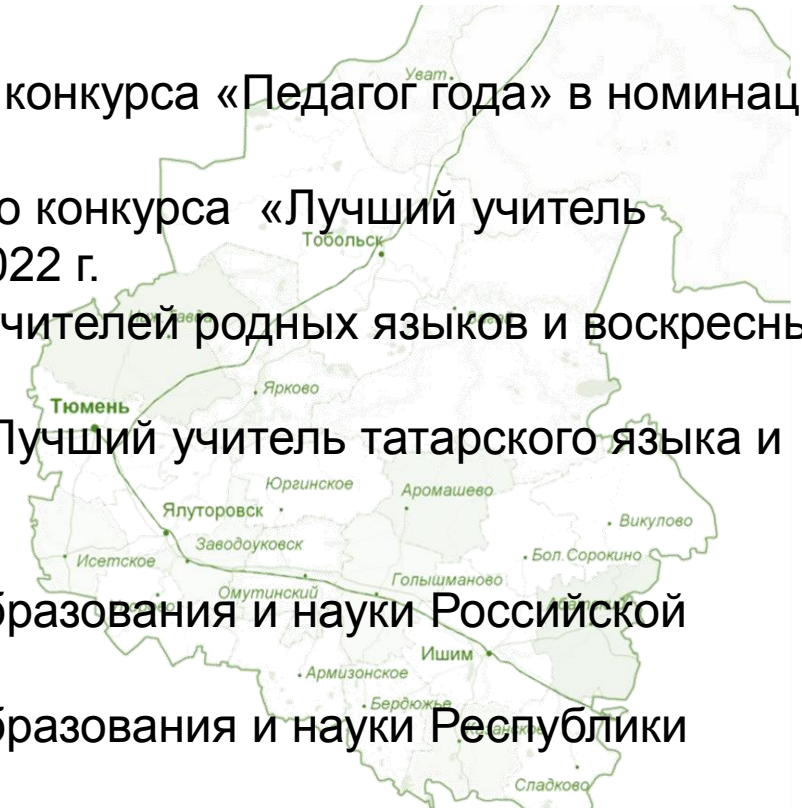 Уват
конкурса «Педагог года» в номинац
о конкурса «Лучший учитель
Тобольск
022 г.
чителей родных языков и воскресны
Ярково
Тюмень
Лучший учитель татарского языка и
Юргинское
Аромашево
Ялуторовск
Викулово
Заводоуковск
Бол.Сорокино
Исетское
Голышманово
Омутинский
бразования и науки Российской
Ишим
Армизонское
Бердюжье
бразования и науки Республики
Сладково